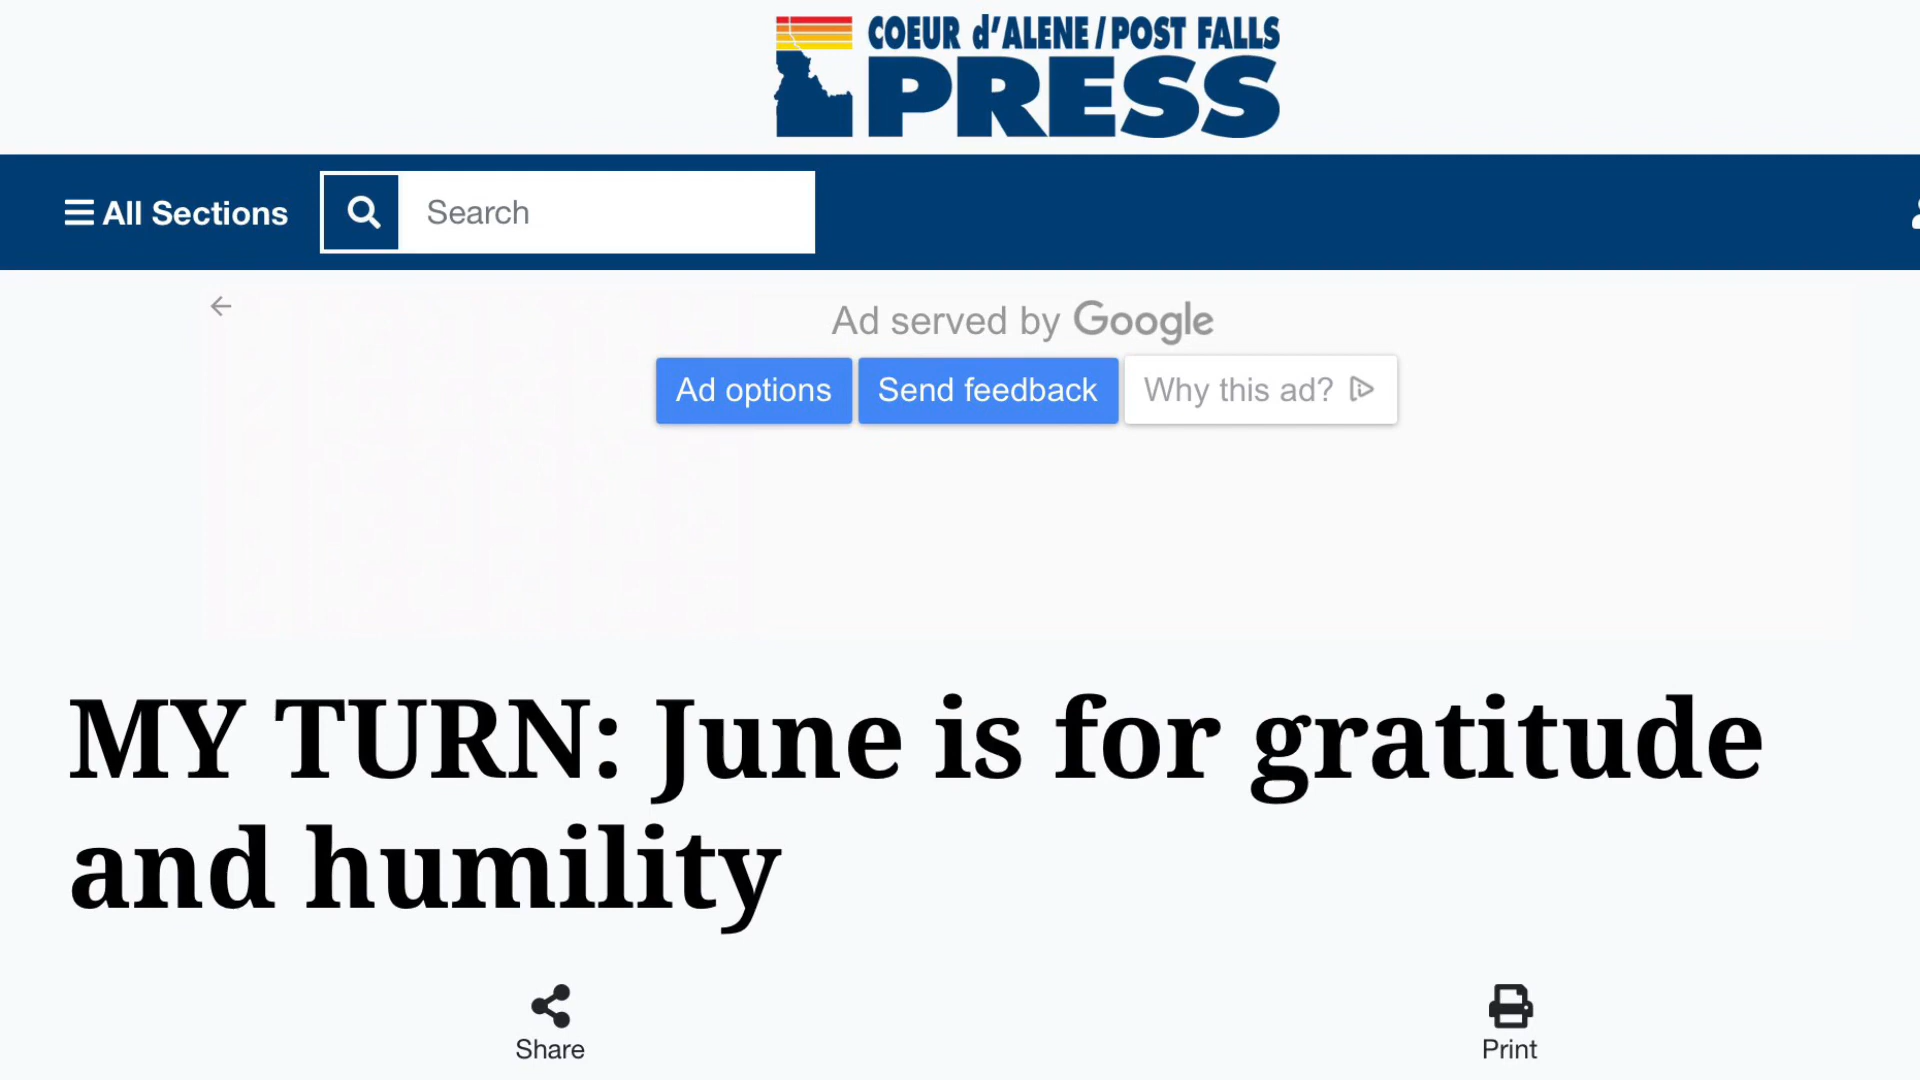 COEUR d'ALENE / POST FALLS
PRESS
All Sections
Search
Ad served by Google
Ad options
Send feedback
Why this ad?
MY TURN: June is for gratitude
and humility
Share
Print